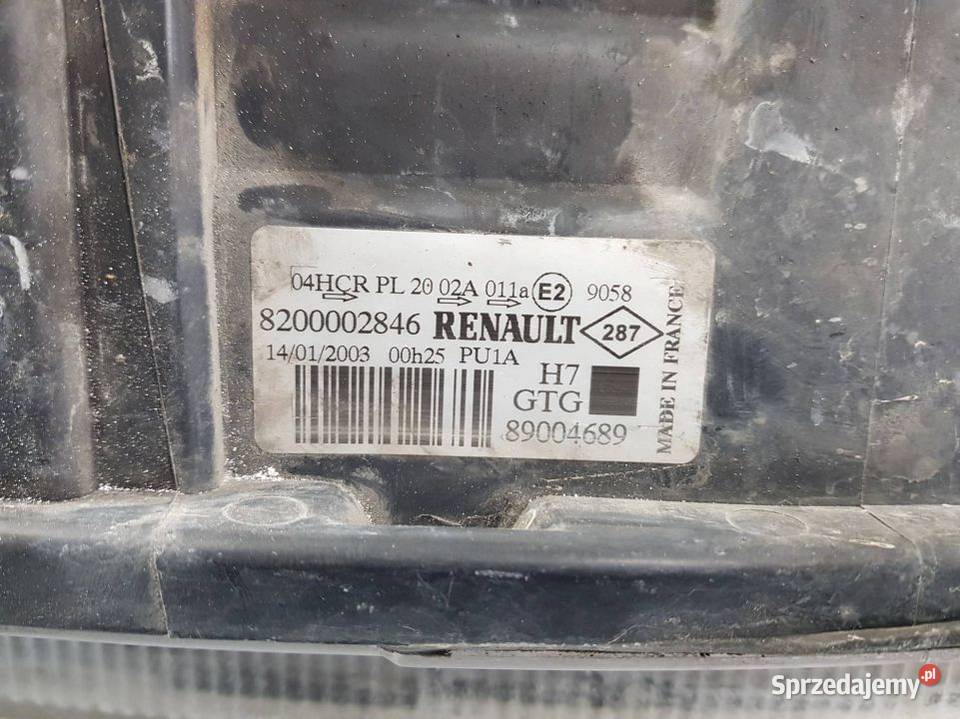 04HCR PL 20 02A 011a E2 9058
8200002846 RENAULT 287
14/01/2003 00h25 PU1A
H7
GTG
89004689
MADE IN FRANCE
Sprzedajemy.pl